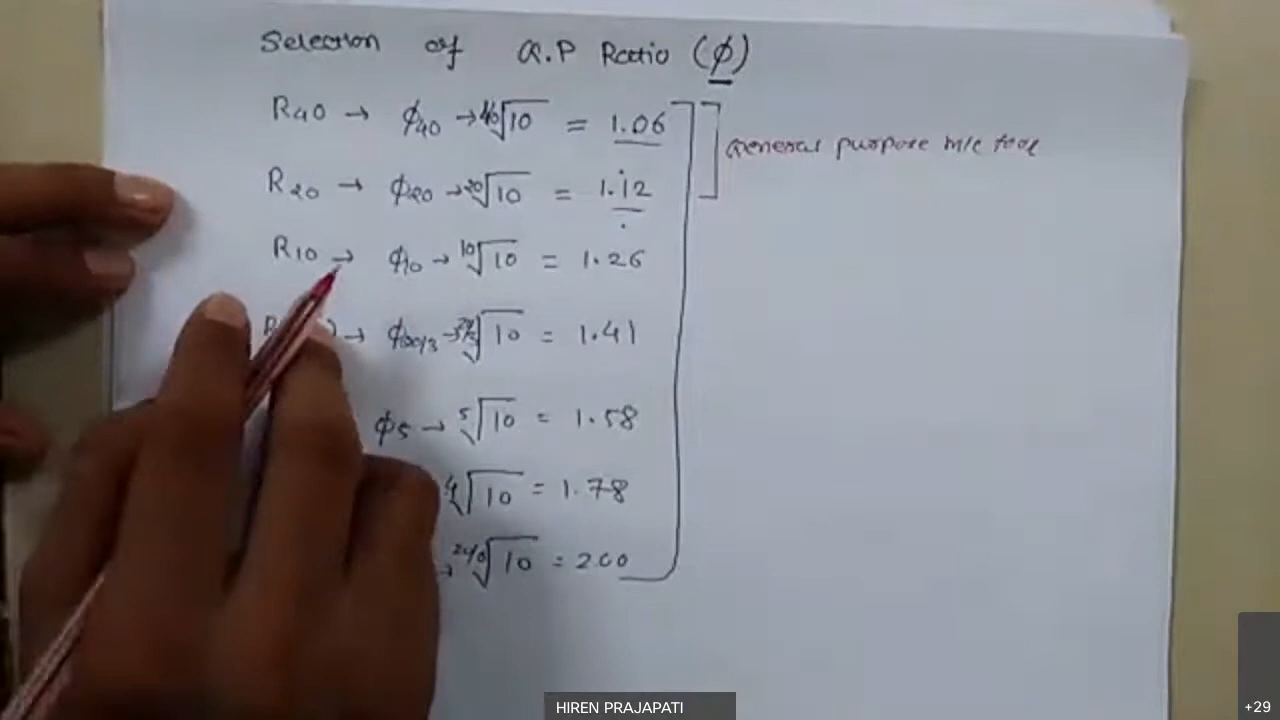 Selection of G.P Ratio (ϕ)
R40 → ϕ40 → ⁴⁰√10 = 1.06
General purpose m/c tool
R20 → ϕ20 → ²⁰√10 = 1.12
R10 → ϕ10 → ¹⁰√10 = 1.26
→ ϕ20/3 → ²⁰ᐟ³√10 = 1.41
ϕ5 → ⁵√10 = 1.58
⁴√10 = 1.78
→ √10 = 2.00
HIREN PRAJAPATI
+29